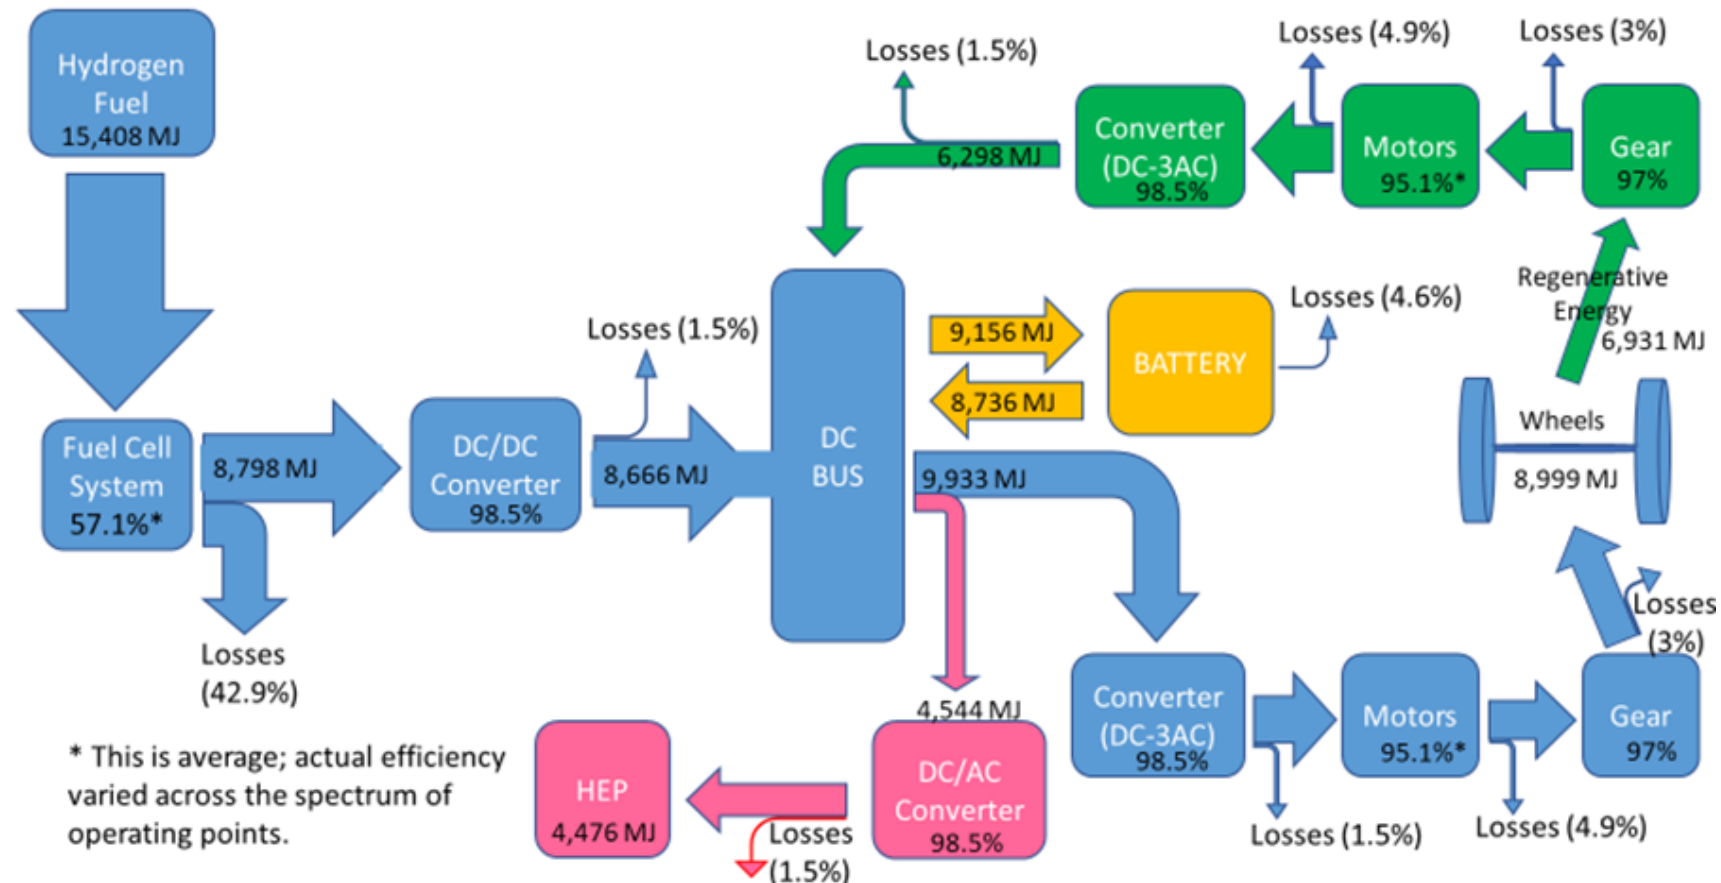 Hydrogen
Fuel
15,408 MJ
Losses (1.5%)
Losses (4.9%)
Losses (3%)
6,298 MJ
Converter
(DC-3AC)
98.5%
Motors
95.1%*
Gear
97%
Regenerative
Energy
6,931 MJ
Losses (1.5%)
9,156 MJ
8,736 MJ
BATTERY
Losses (4.6%)
Wheels
8,999 MJ
Fuel Cell
System
57.1%*
8,798 MJ
DC/DC
Converter
98.5%
8,666 MJ
DC
BUS
9,933 MJ
Losses
(42.9%)
Losses
(3%)
4,544 MJ
Converter
(DC-3AC)
98.5%
Motors
95.1%*
Gear
97%
* This is average; actual efficiency
varied across the spectrum of
operating points.
HEP
4,476 MJ
Losses
(1.5%)
DC/AC
Converter
98.5%
Losses (1.5%)
Losses (4.9%)